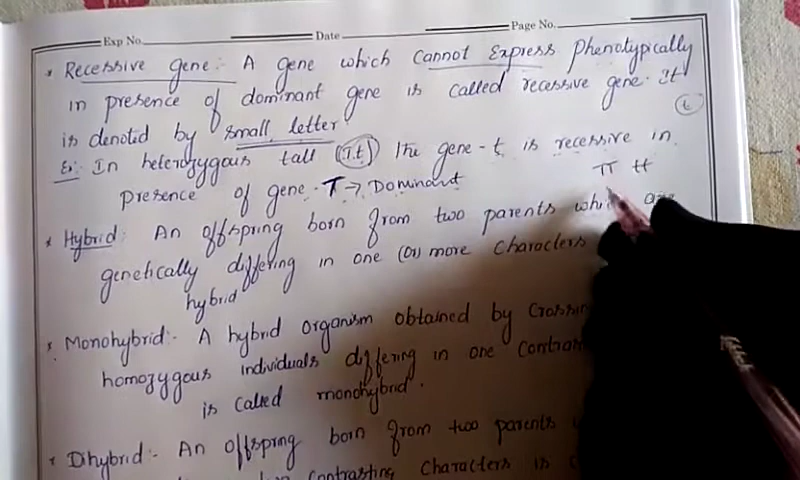 Exp No. Date Page No.
* Recessive gene:- A gene which cannot Express phenotypically
in presence of dominant gene is called recessive gene. It
is denoted by small letter. (t)
Ex:- In heterozygous tall (T.t) the gene-t is recessive in
presence of gene-T→ Dominant TT tt
* Hybrid: An offspring born from two parents which are
genetically differing in one (or) more characters
hybrid
* Monohybrid:- A hybrid organism obtained by
homozygous individuals differing in one
is called monohybrid.
* Dihybrid:- An offspring born from two parents
contrasting characters is